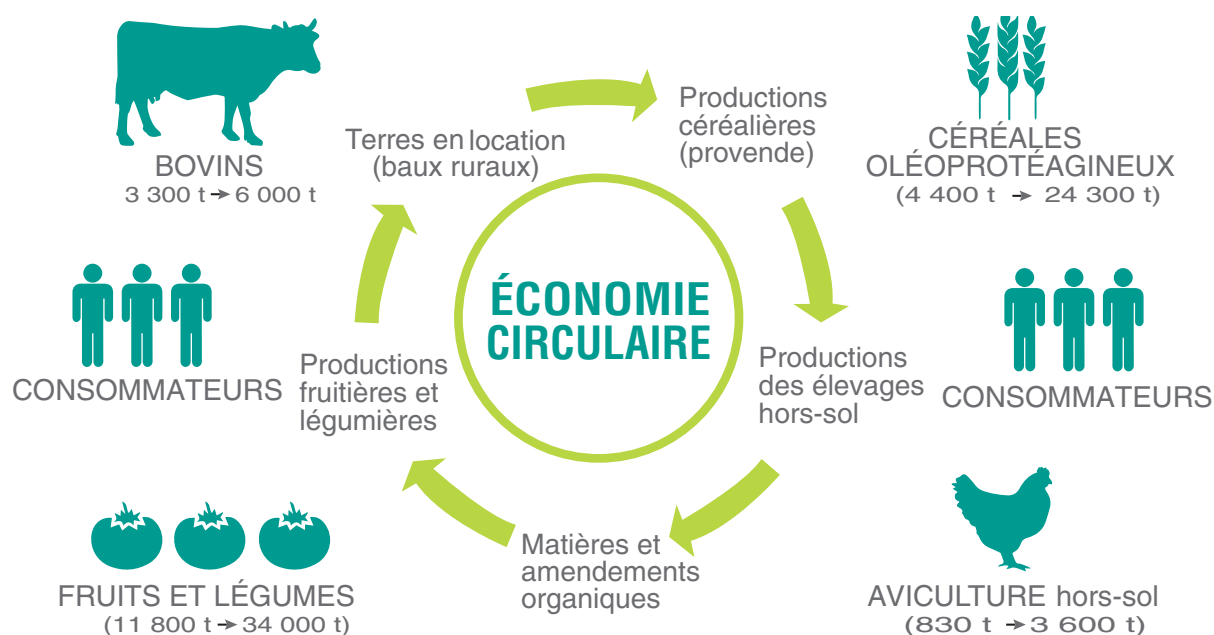 BOVINS
3 300 t → 6 000 t
Terres en location
(baux ruraux)
Productions
céréalières
(provende)
CÉRÉALES
OLÉOPROTÉAGINEUX
(4 400 t → 24 300 t)
CONSOMMATEURS
Productions
fruitières et
légumières
ÉCONOMIE
CIRCULAIRE
Productions
des élevages
hors-sol
CONSOMMATEURS
FRUITS ET LÉGUMES
(11 800 t → 34 000 t)
Matières et
amendements
organiques
AVICULTURE hors-sol
(830 t → 3 600 t)